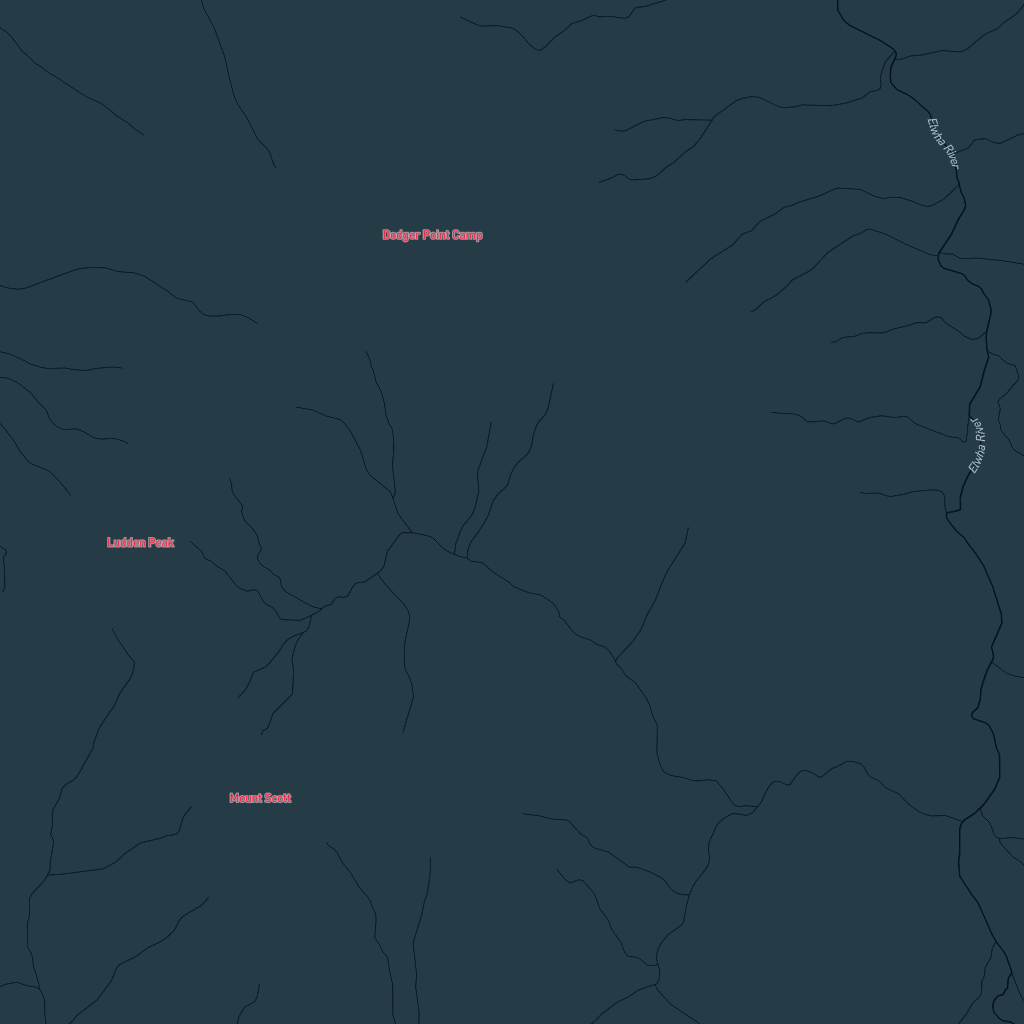 Elwha River
Dodger Point Camp
Elwha River
Ludden Peak
Mount Scott